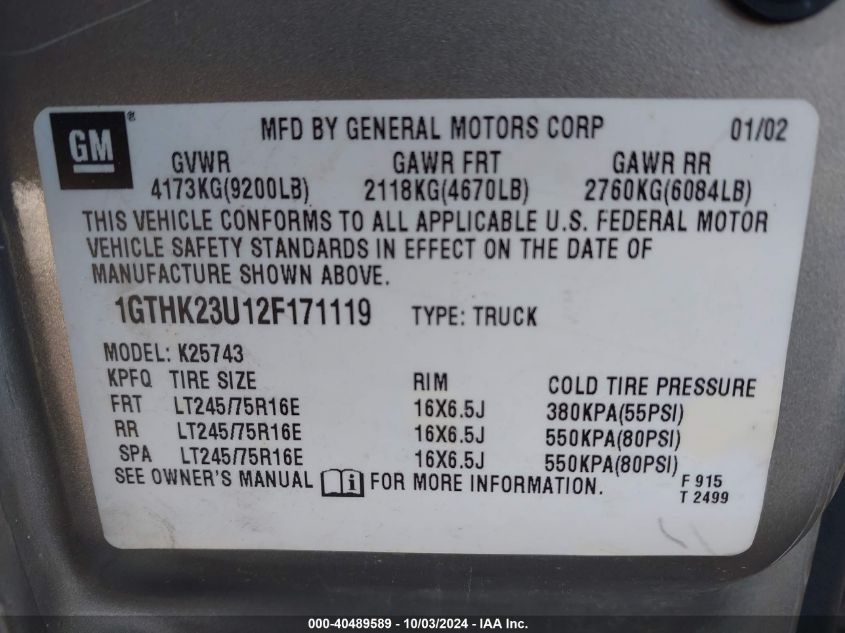 GM ®
MFD BY GENERAL MOTORS CORP 01/02
GVWR GAWR FRT GAWR RR
4173KG(9200LB) 2118KG(4670LB) 2760KG(6084LB)
THIS VEHICLE CONFORMS TO ALL APPLICABLE U.S. FEDERAL MOTOR
VEHICLE SAFETY STANDARDS IN EFFECT ON THE DATE OF
MANUFACTURE SHOWN ABOVE.
1GTHK23U12F171119 TYPE: TRUCK
MODEL: K25743
KPFQ TIRE SIZE RIM COLD TIRE PRESSURE
FRT LT245/75R16E 16X6.5J 380KPA(55PSI)
RR LT245/75R16E 16X6.5J 550KPA(80PSI)
SPA LT245/75R16E 16X6.5J 550KPA(80PSI)
SEE OWNER'S MANUAL i FOR MORE INFORMATION. F 915
T 2499
000-40489589 - 10/03/2024 - IAA Inc.